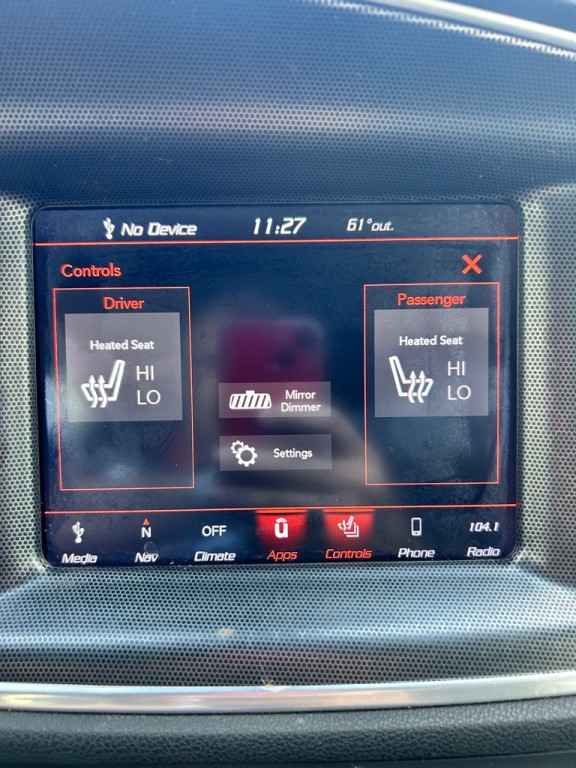 No Device 11:27 61°out.
Controls
Driver
Heated Seat
HI
LO
Mirror
Dimmer
Settings
Passenger
Heated Seat
HI
LO
N OFF 104.1
Media Nav Climate Apps Controls Phone Radio